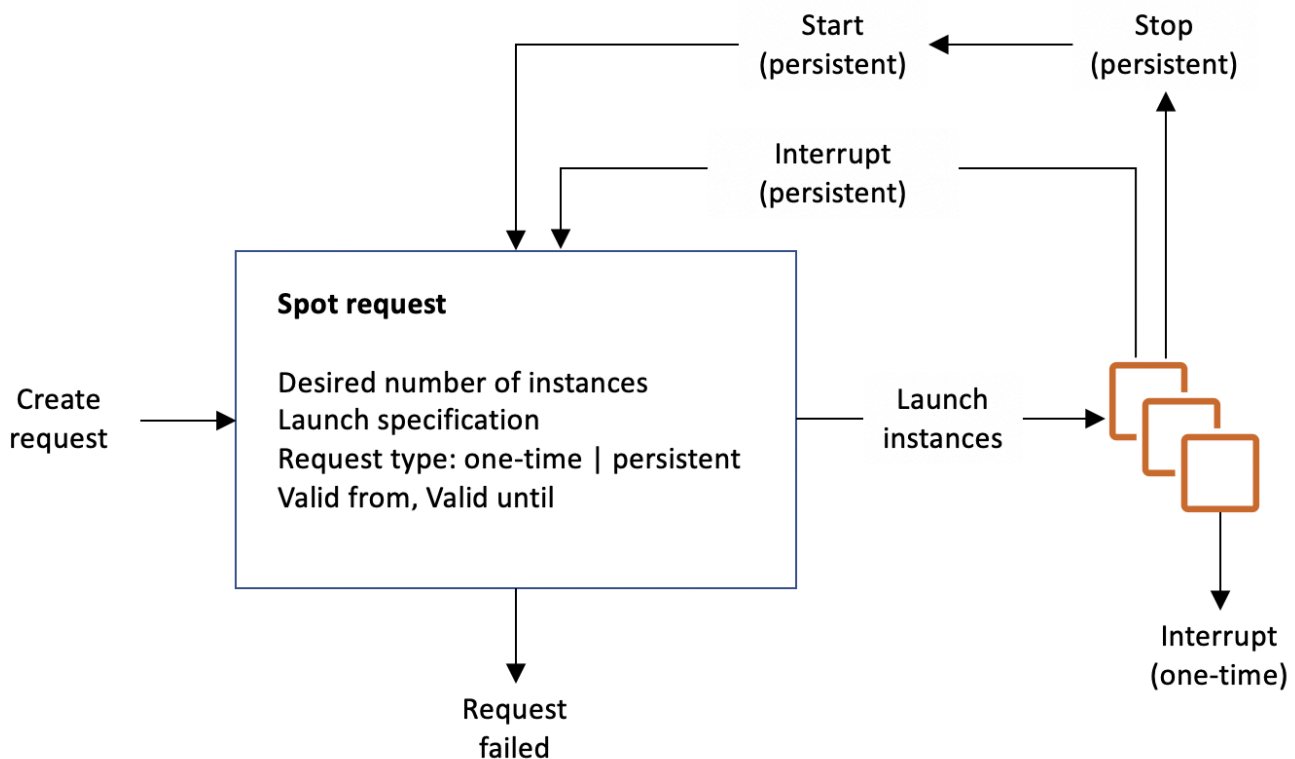 Start
(persistent)
Stop
(persistent)
Interrupt
(persistent)
Spot request
Desired number of instances
Launch specification
Request type: one-time | persistent
Valid from, Valid until
Create
request
Launch
instances
Interrupt
(one-time)
Request
failed